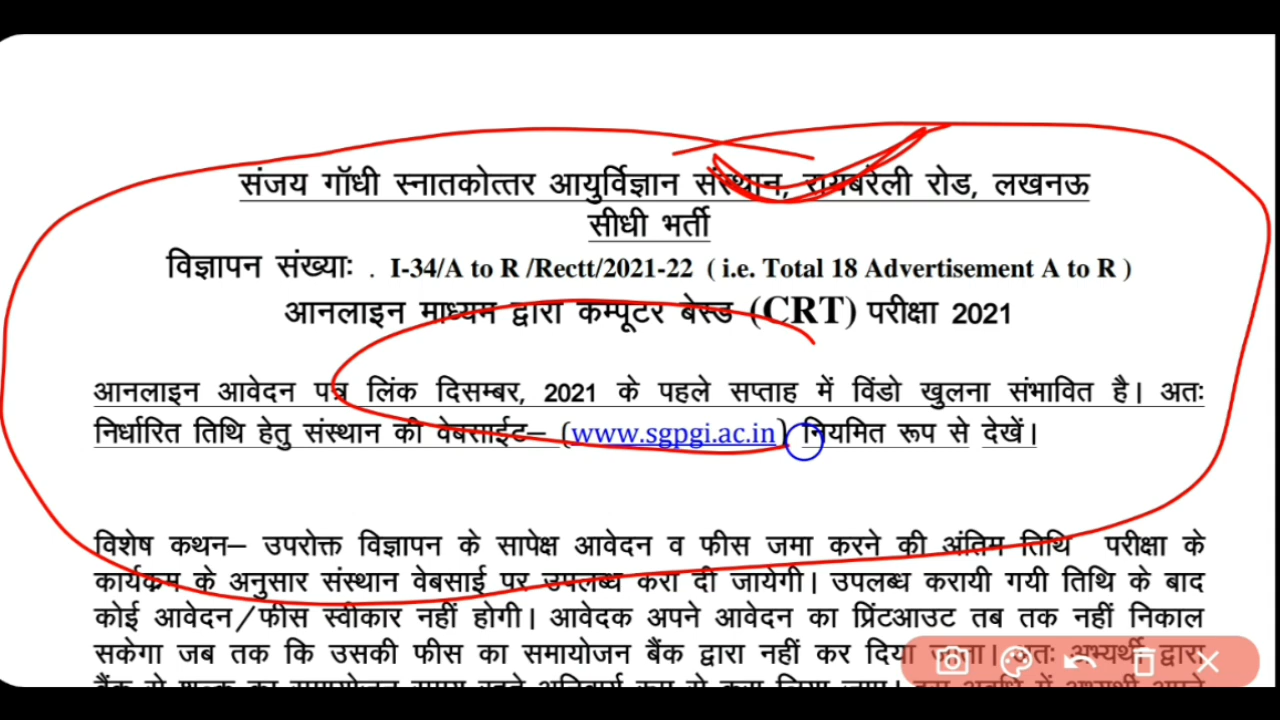 संजय गॉधी स्नातकोत्तर आयुर्विज्ञान संस्थान, रायबरेली रोड, लखनऊ
सीधी भर्ती
विज्ञापन संख्याः . I-34/A to R /Rectt/2021-22 ( i.e. Total 18 Advertisement A to R )
आनलाइन माध्यम द्वारा कम्पूटर बेस्ड (CRT) परीक्षा 2021
आनलाइन आवेदन पत्र लिंक दिसम्बर, 2021 के पहले सप्ताह में विंडो खुलना संभावित है। अतः
निर्धारित तिथि हेतु संस्थान की वेबसाईट– (www.sgpgi.ac.in) नियमित रूप से देखें।
विशेष कथन– उपरोक्त विज्ञापन के सापेक्ष आवेदन व फीस जमा करने की अंतिम तिथि परीक्षा के
कार्यक्रम के अनुसार संस्थान वेबसाई पर उपलब्ध करा दी जायेगी। उपलब्ध करायी गयी तिथि के बाद
कोई आवेदन/फीस स्वीकार नहीं होगी। आवेदक अपने आवेदन का प्रिंटआउट तब तक नहीं निकाल
सकेगा जब तक कि उसकी फीस का समायोजन बैंक द्वारा नहीं कर दिया जाता। अतः अभ्यर्थी द्वारा